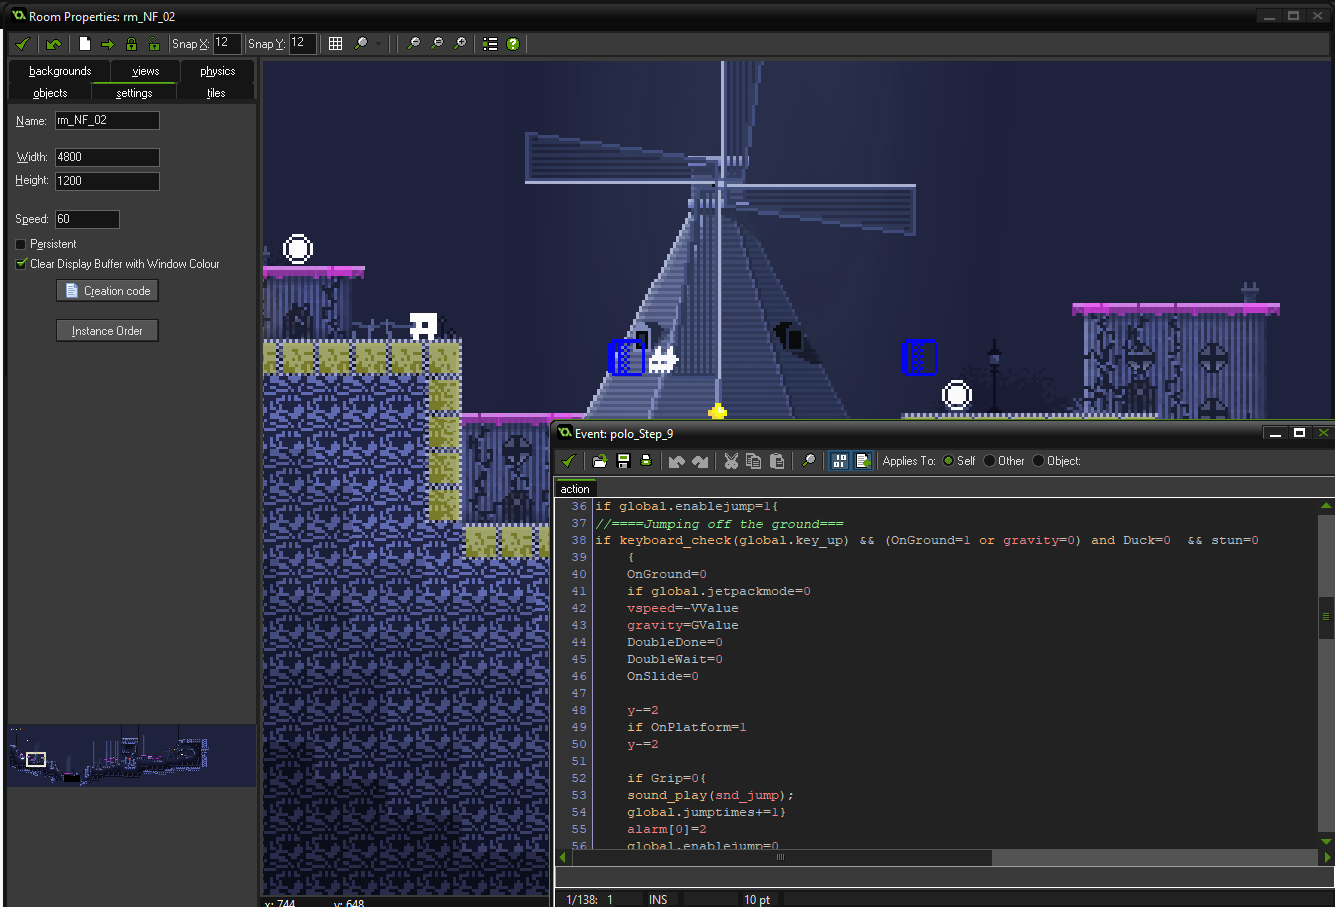 Room Properties: rm_NF_02
Snap X: 12 Snap Y: 12
backgrounds views physics
objects settings tiles
Name: rm_NF_02
Width: 4800
Height: 1200
Speed: 60
Persistent
Clear Display Buffer with Window Colour
Creation code
Instance Order
x: 744 y: 648
Event: polo_Step_9
Applies To: Self Other Object:
action
36 if global.enablejump=1{
37 //====Jumping off the ground===
38 if keyboard_check(global.key_up) && (OnGround=1 or gravity=0) and Duck=0 && stun=0
39 {
40 OnGround=0
41 if global.jetpackmode=0
42 vspeed=-VValue
43 gravity=GValue
44 DoubleDone=0
45 DoubleWait=0
46 OnSlide=0
47
48 y-=2
49 if OnPlatform=1
50 y-=2
51
52 if Grip=0{
53 sound_play(snd_jump);
54 global.jumptimes+=1}
55 alarm[0]=2
56 global.enablejump=0
1/138: 1 INS 10 pt